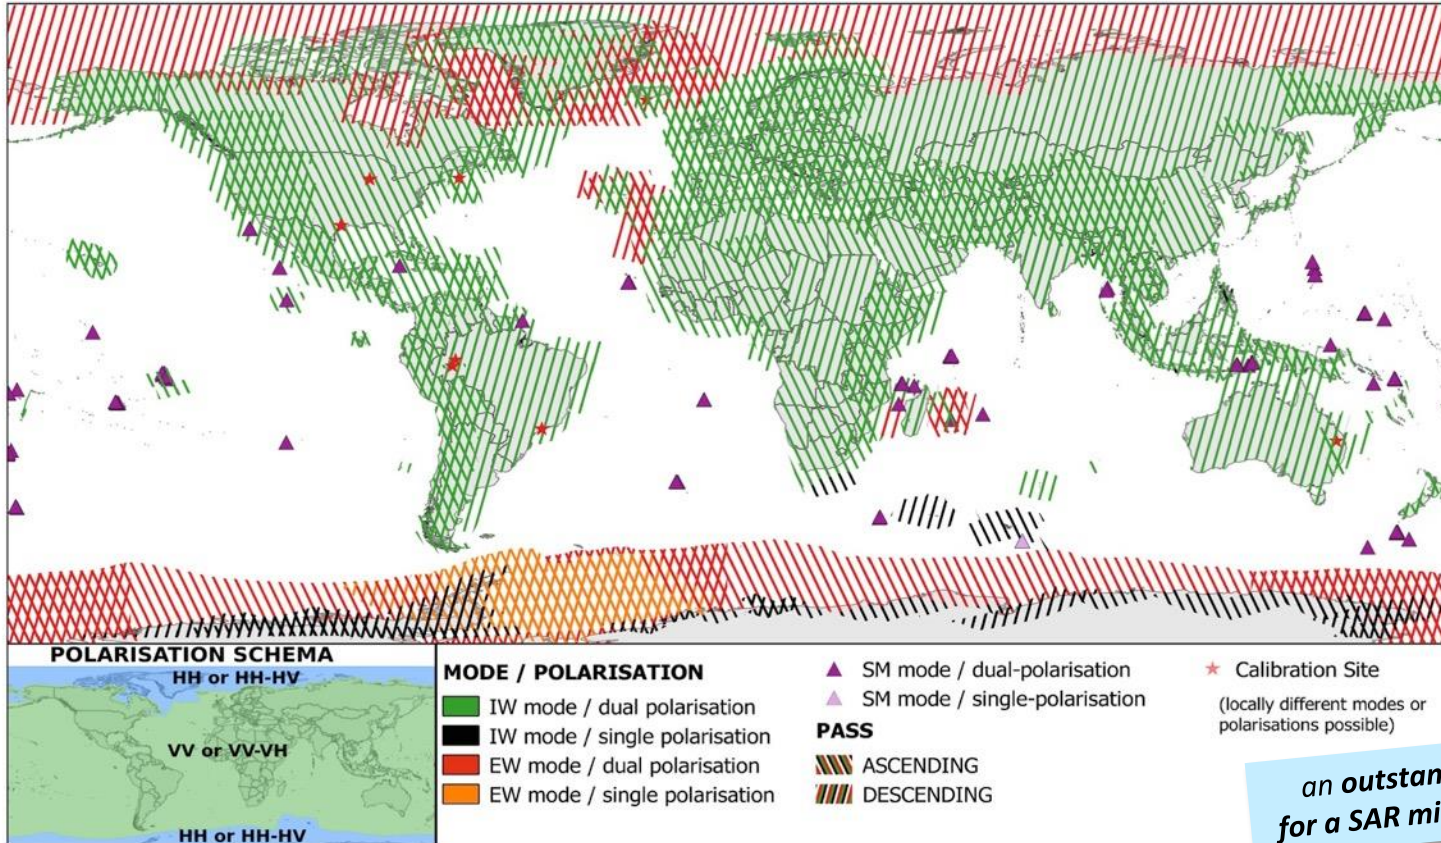 POLARISATION SCHEMA
HH or HH-HV
VV or VV-VH
HH or HH-HV
MODE / POLARISATION
IW mode / dual polarisation
IW mode / single polarisation
EW mode / dual polarisation
EW mode / single polarisation
SM mode / dual-polarisation
SM mode / single-polarisation
PASS
ASCENDING
DESCENDING
Calibration Site
(locally different modes or
polarisations possible)
an
for a SAR